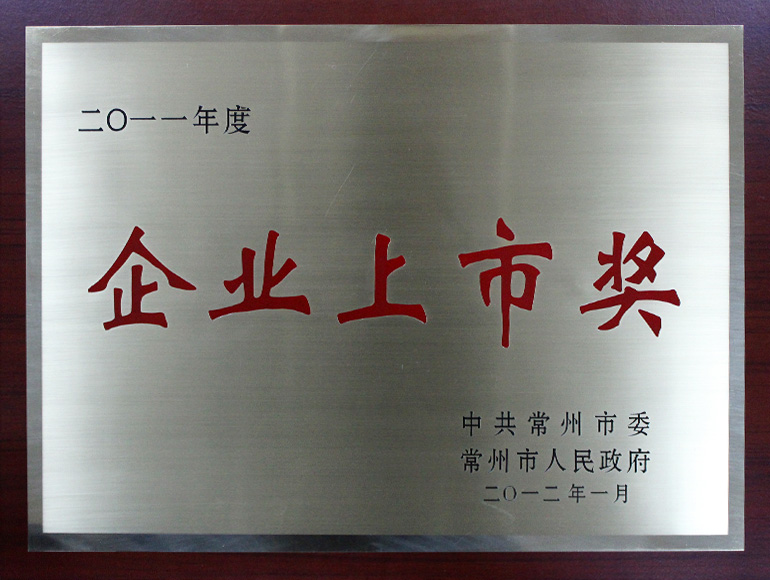 二〇一一年度
企业上市奖
中共常州市委
常州市人民政府
二〇一二年一月